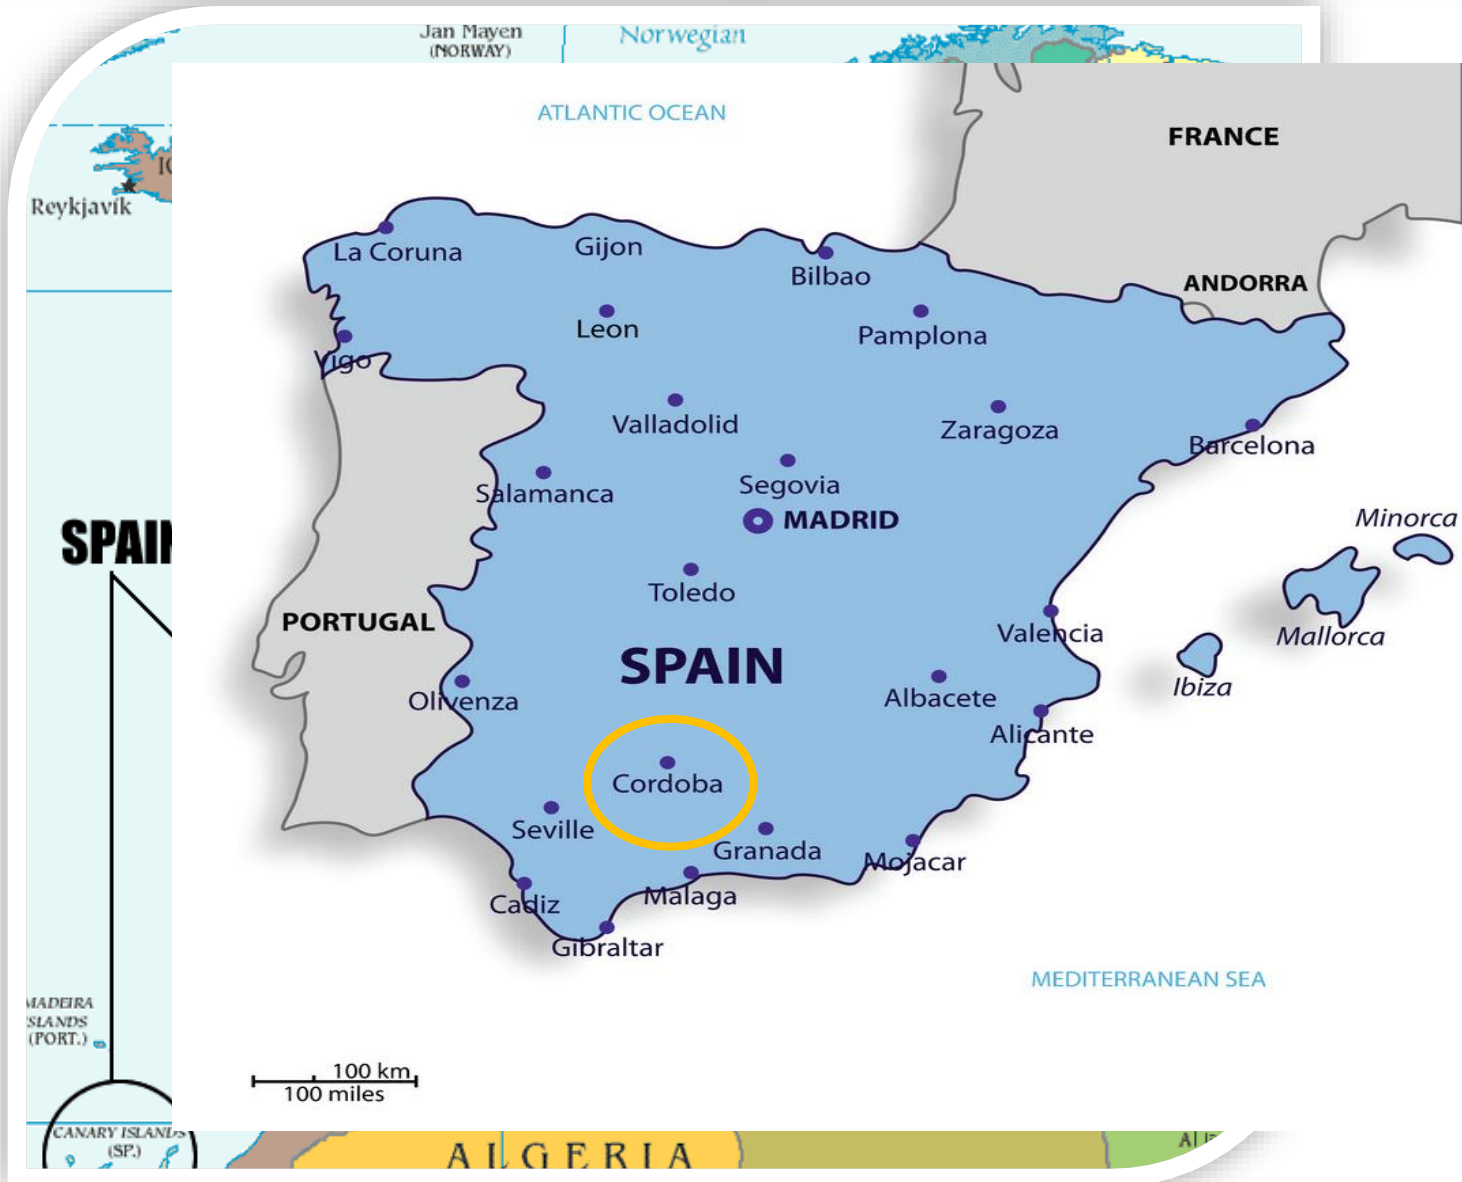 Jan Mayen
(NORWAY)
Norwegian
ATLANTIC OCEAN
FRANCE
Reykjavík
La Coruna
Gijon
Bilbao
ANDORRA
Leon
Pamplona
Vigo
Valladolid
Zaragoza
Barcelona
Salamanca
Segovia
MADRID
Minorca
SPAIN
Toledo
PORTUGAL
Valencia
Mallorca
SPAIN
Ibiza
Olivenza
Albacete
Alicante
Cordoba
Seville
Granada
Mojacar
Cadiz
Malaga
Gibraltar
MEDITERRANEAN SEA
MADEIRA
ISLANDS
(PORT.)
100 km
100 miles
CANARY ISLANDS
(SP.)
ALGERIA